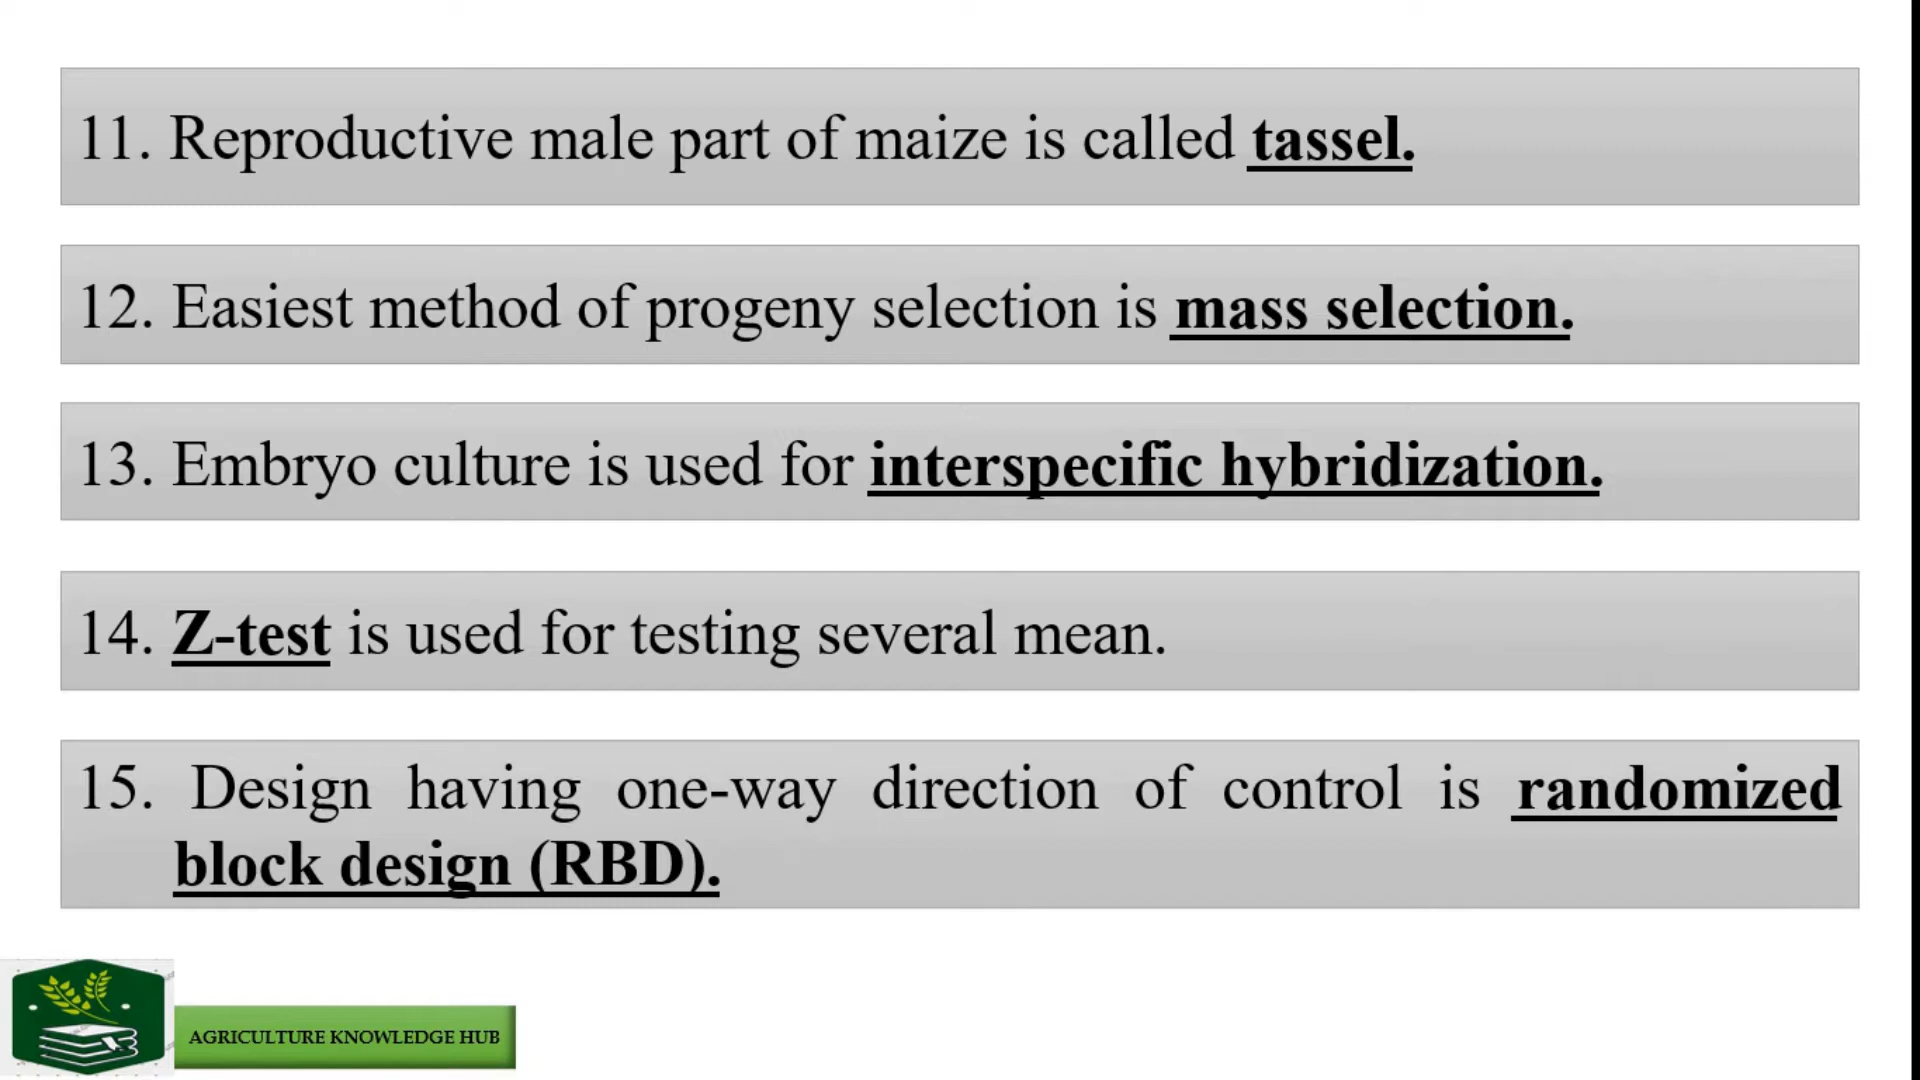 11. Reproductive male part of maize is called tassel.
12. Easiest method of progeny selection is mass selection.
13. Embryo culture is used for interspecific hybridization.
14. Z-test is used for testing several mean.
15. Design having one-way direction of control is randomized
block design (RBD).
AGRICULTURE KNOWLEDGE HUB